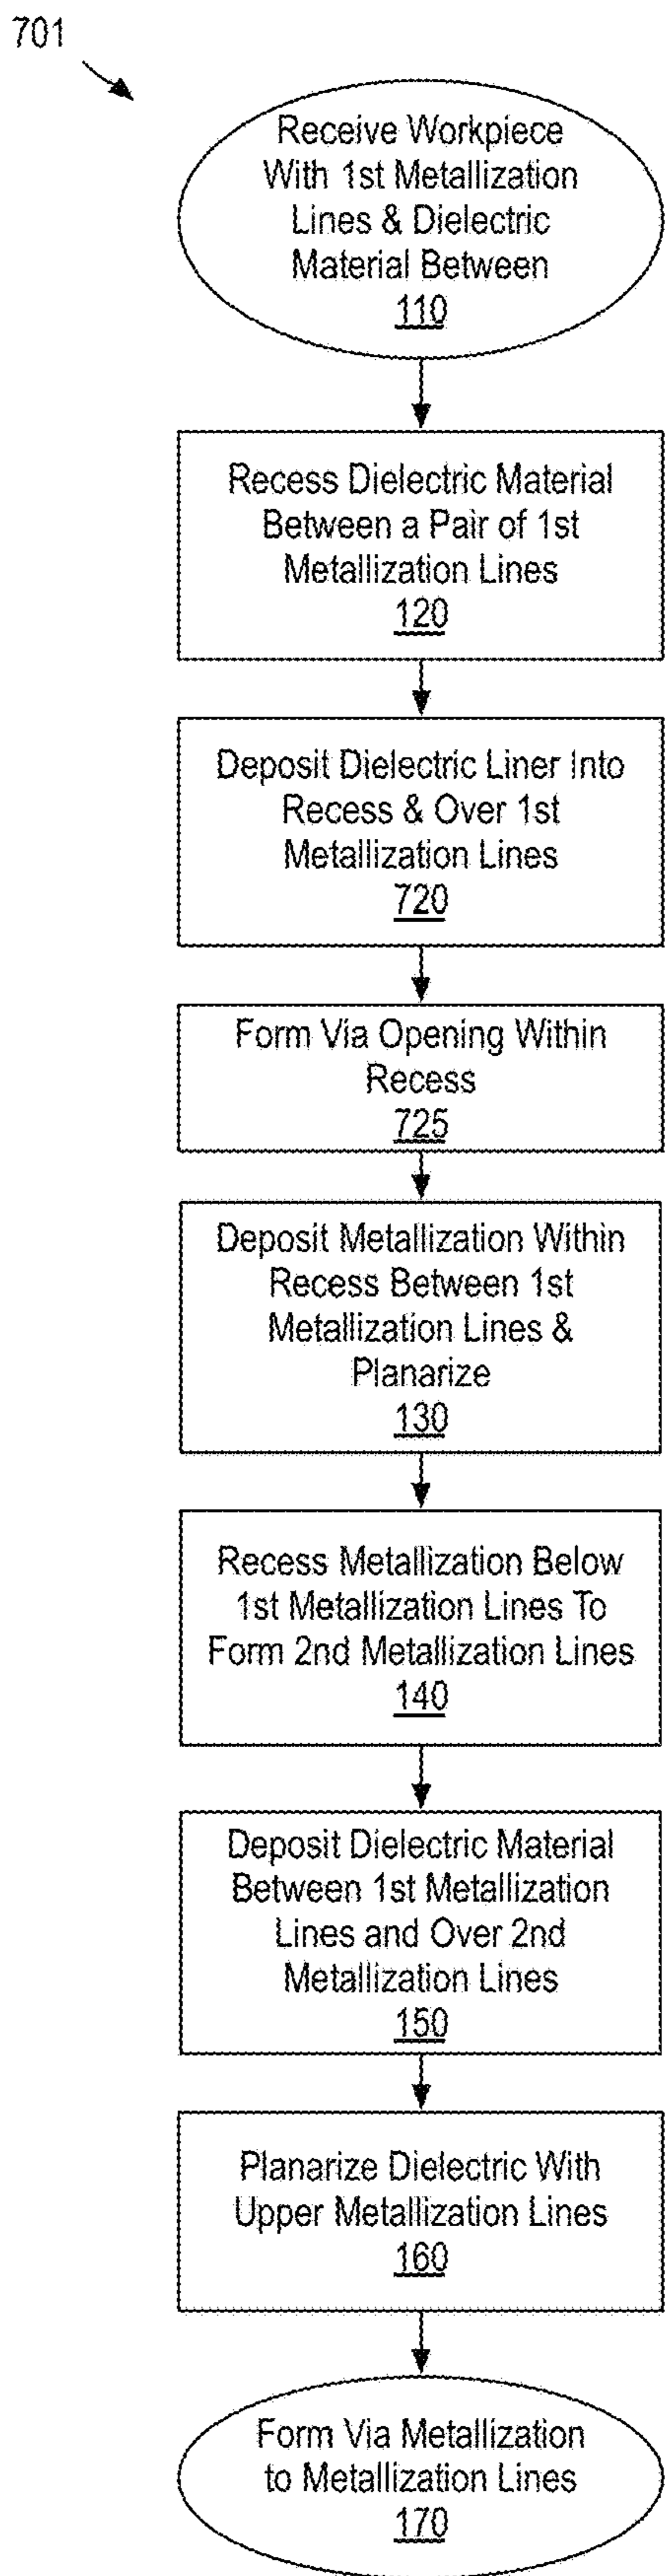 701
Receive Workpiece
With 1st Metallization
Lines & Dielectric
Material Between
110
Recess Dielectric Material
Between a Pair of 1st
Metallization Lines
120
Deposit Dielectric Liner Into
Recess & Over 1st
Metallization Lines
720
Form Via Opening Within
Recess
725
Deposit Metallization Within
Recess Between 1st
Metallization Lines &
Planarize
130
Recess Metallization Below
1st Metallization Lines To
Form 2nd Metallization Lines
140
Deposit Dielectric Material
Between 1st Metallization
Lines and Over 2nd
Metallization Lines
150
Planarize Dielectric With
Upper Metallization Lines
160
Form Via Metallization
to Metallization Lines
170